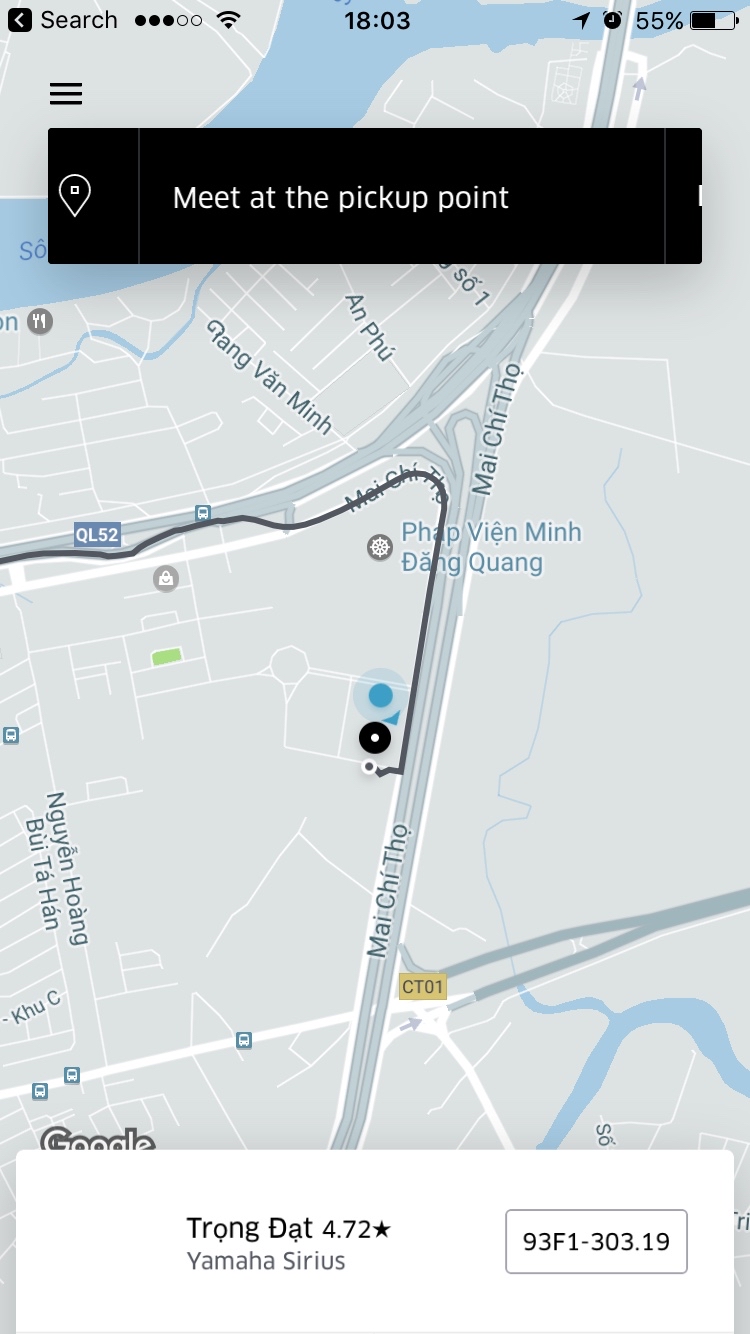 Search
18:03
55%
Meet at the pickup point
số 1
An Phú
Giang Văn Minh
Mai Chí Thọ
Mai Chí Thọ
QL52
Pháp Viện Minh
Đăng Quang
Nguyễn Hoàng
Bùi Tá Hán
Mai Chí Thọ
CT01
- Khu C
Số
Google
Trọng Đạt 4.72★
93F1-303.19
Yamaha Sirius